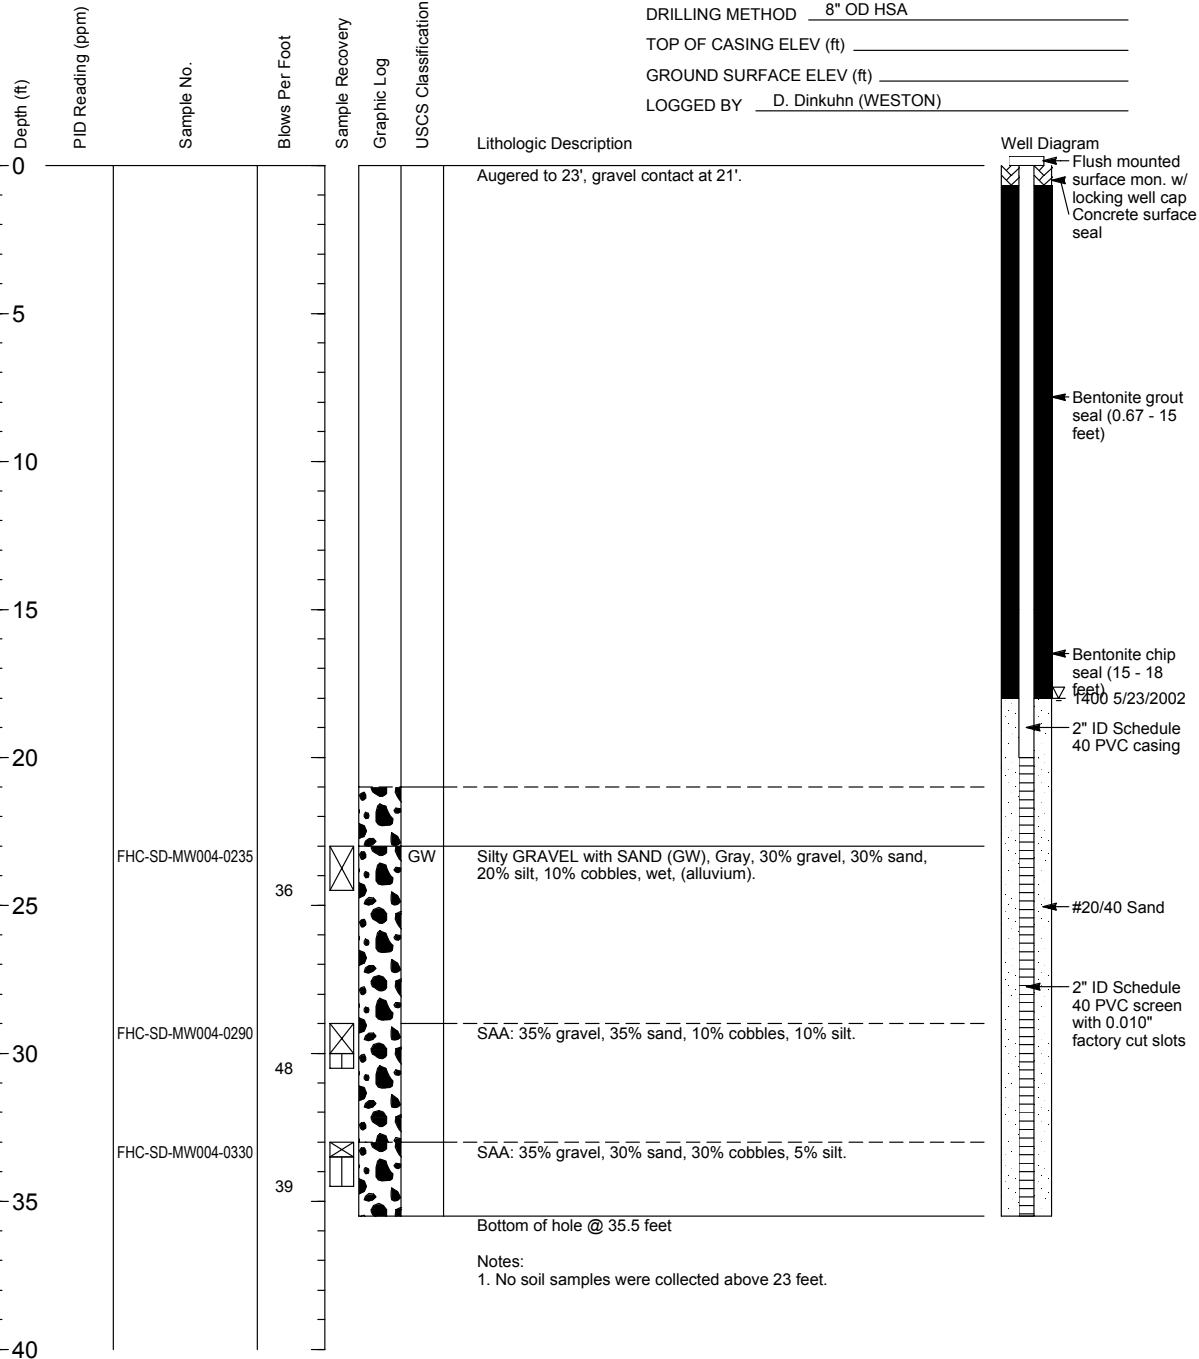 DRILLING METHOD 8" OD HSA
TOP OF CASING ELEV (ft)
GROUND SURFACE ELEV (ft)
LOGGED BY D. Dinkuhn (WESTON)
Depth (ft)
PID Reading (ppm)
Sample No.
Blows Per Foot
Sample Recovery
Graphic Log
USCS Classification
Lithologic Description
Well Diagram
0
Augered to 23', gravel contact at 21'.
Flush mounted
surface mon. w/
locking well cap
Concrete surface
seal
5
Bentonite grout
seal (0.67 - 15
feet)
10
15
Bentonite chip
seal (15 - 18
feet)
1400 5/23/2002
2" ID Schedule
40 PVC casing
20
FHC-SD-MW004-0235
GW
Silty GRAVEL with SAND (GW), Gray, 30% gravel, 30% sand,
20% silt, 10% cobbles, wet, (alluvium).
36
25
#20/40 Sand
2" ID Schedule
40 PVC screen
with 0.010"
factory cut slots
FHC-SD-MW004-0290
SAA: 35% gravel, 35% sand, 10% cobbles, 10% silt.
30
48
FHC-SD-MW004-0330
SAA: 35% gravel, 30% sand, 30% cobbles, 5% silt.
39
35
Bottom of hole @ 35.5 feet
Notes:
1. No soil samples were collected above 23 feet.
40